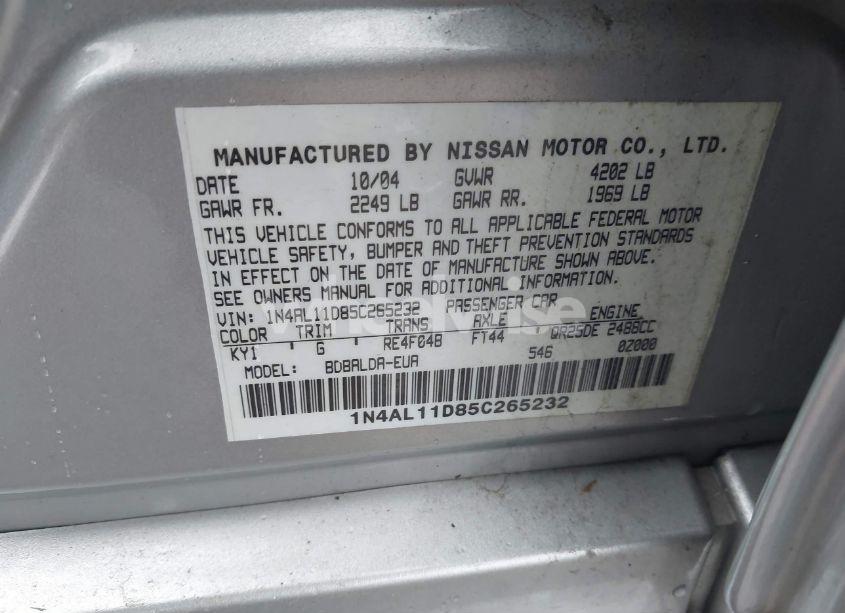 MANUFACTURED BY NISSAN MOTOR CO., LTD.
DATE 10/04 GVWR 4202 LB
GAWR FR. 2249 LB GAWR RR. 1969 LB
THIS VEHICLE CONFORMS TO ALL APPLICABLE FEDERAL MOTOR
VEHICLE SAFETY, BUMPER AND THEFT PREVENTION STANDARDS
IN EFFECT ON THE DATE OF MANUFACTURE SHOWN ABOVE.
SEE OWNERS MANUAL FOR ADDITIONAL INFORMATION.
VIN: 1N4AL11D85C265232 PASSENGER CAR
COLOR TRIM TRANS AXLE ENGINE
KY1 ' G ' RE4F04B FT44 ' QR25DE 2488CC
546 0Z000
MODEL: BDBALDA-EUA
1N4AL11D85C265232